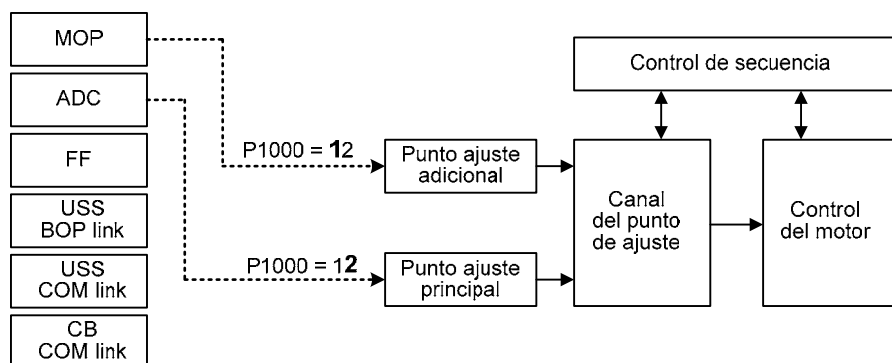 MOP
ADC
FF
USS
BOP link
USS
COM link
CB
COM link
P1000 = 12
P1000 = 12
Punto ajuste
adicional
Punto ajuste
principal
Control de secuencia
Canal
del punto
de ajuste
Control
del motor